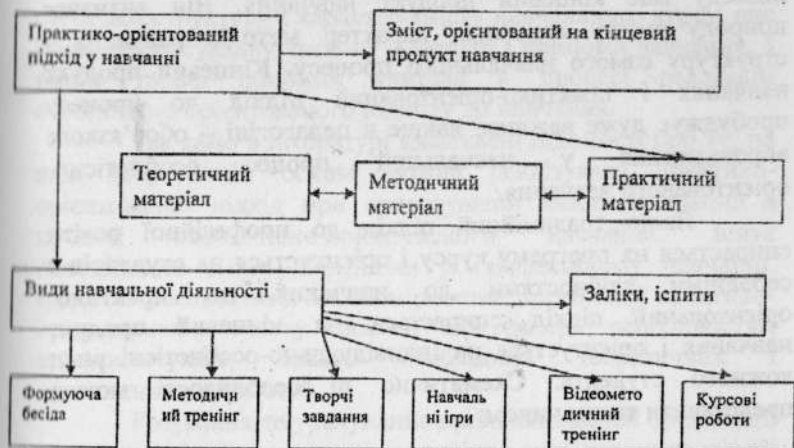 Практико-орієнтований
підхід у навчанні
Зміст, орієнтований на кінцевий
продукт навчання
Теоретичний
матеріал
Методичний
матеріал
Практичний
матеріал
Види навчальної діяльності
Заліки, іспити
Формуюча
бесіда
Методичн
ий тренінг
Творчі
завдання
Навчаль
ні ігри
Відеомето
дичний
тренінг
Курсові
роботи